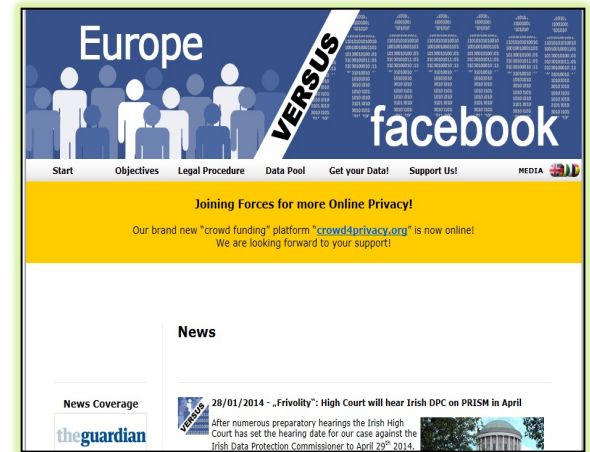 Europe
VERSUS
facebook
Start Objectives Legal Procedure Data Pool Get your Data! Support Us! MEDIA
Joining Forces for more Online Privacy!
Our brand new "crowd funding" platform "crowd4privacy.org" is now online!
We are looking forward to your support!
News
News Coverage
theguardian
VERSUS
28/01/2014 - „Frivolity“: High Court will hear Irish DPC on PRISM in April
After numerous preparatory hearings the Irish High
Court has set the hearing date for our case against the
Irish Data Protection Commissioner to April 29th 2014.